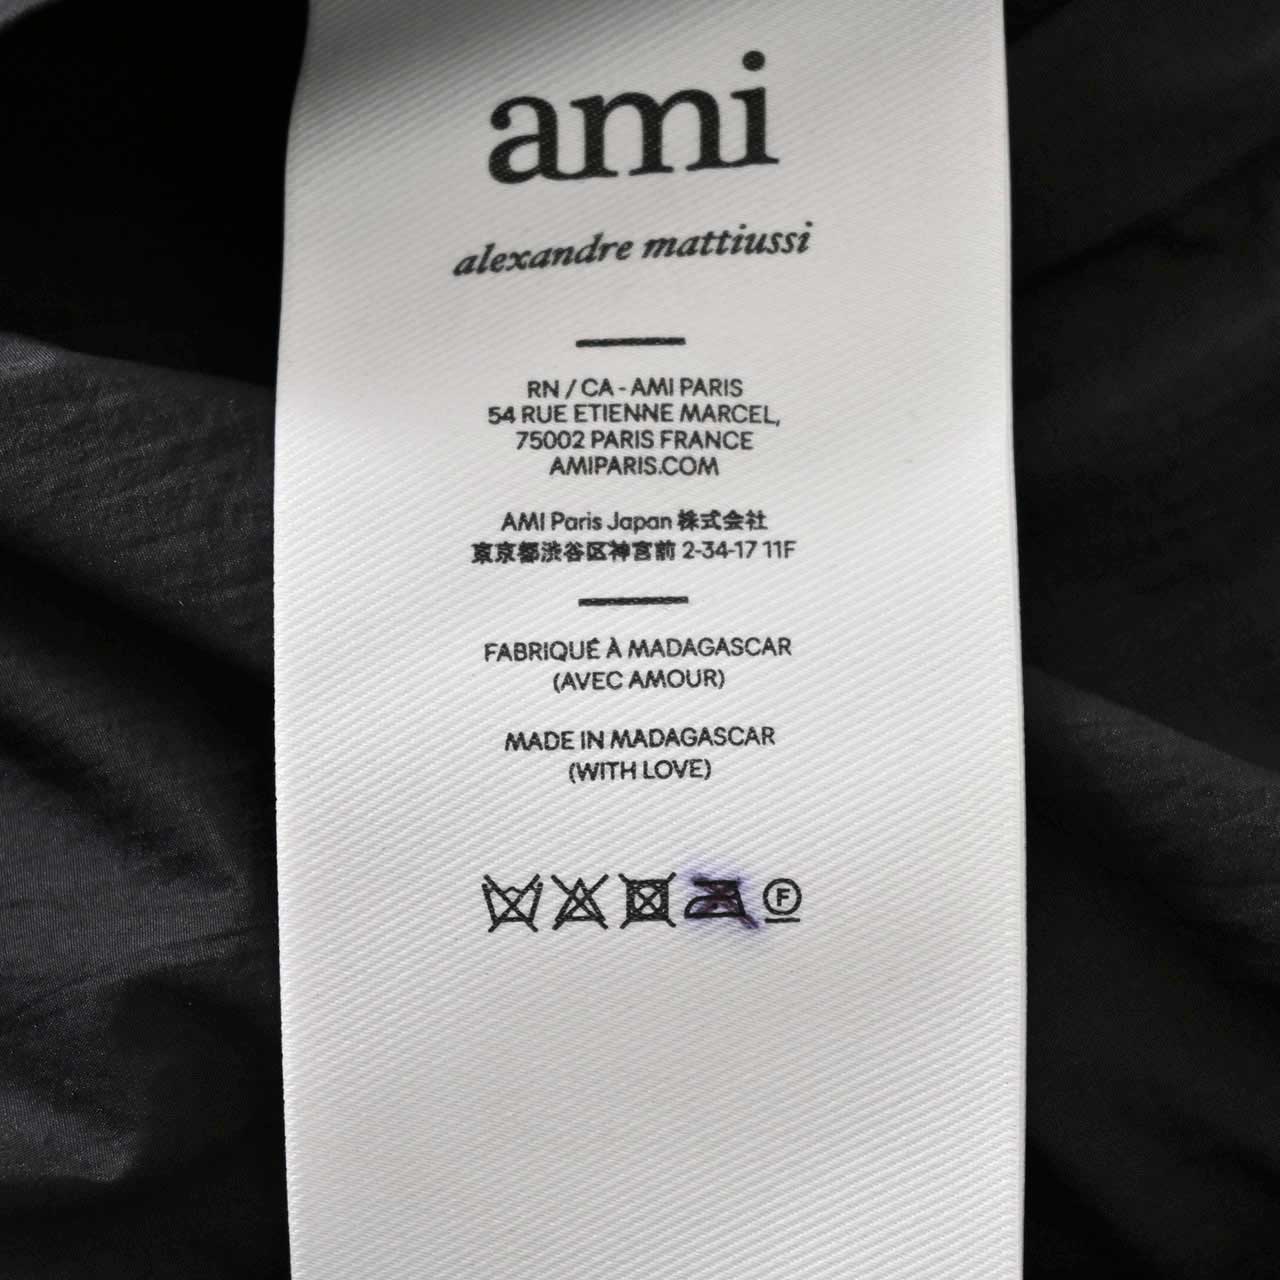 ami
alexandre mattiussi
RN / CA - AMI PARIS
54 RUE ETIENNE MARCEL,
75002 PARIS FRANCE
AMIPARIS.COM
AMI Paris Japan 株式会社
東京都渋谷区神宮前 2-34-17 11F
FABRIQUÉ À MADAGASCAR
(AVEC AMOUR)
MADE IN MADAGASCAR
(WITH LOVE)
F